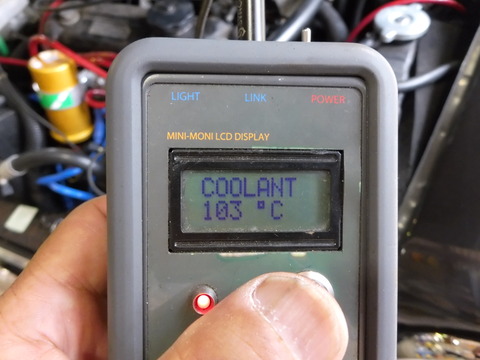 LIGHT LINK POWER
MINI-MONI LCD DISPLAY
COOLANT
103 °C